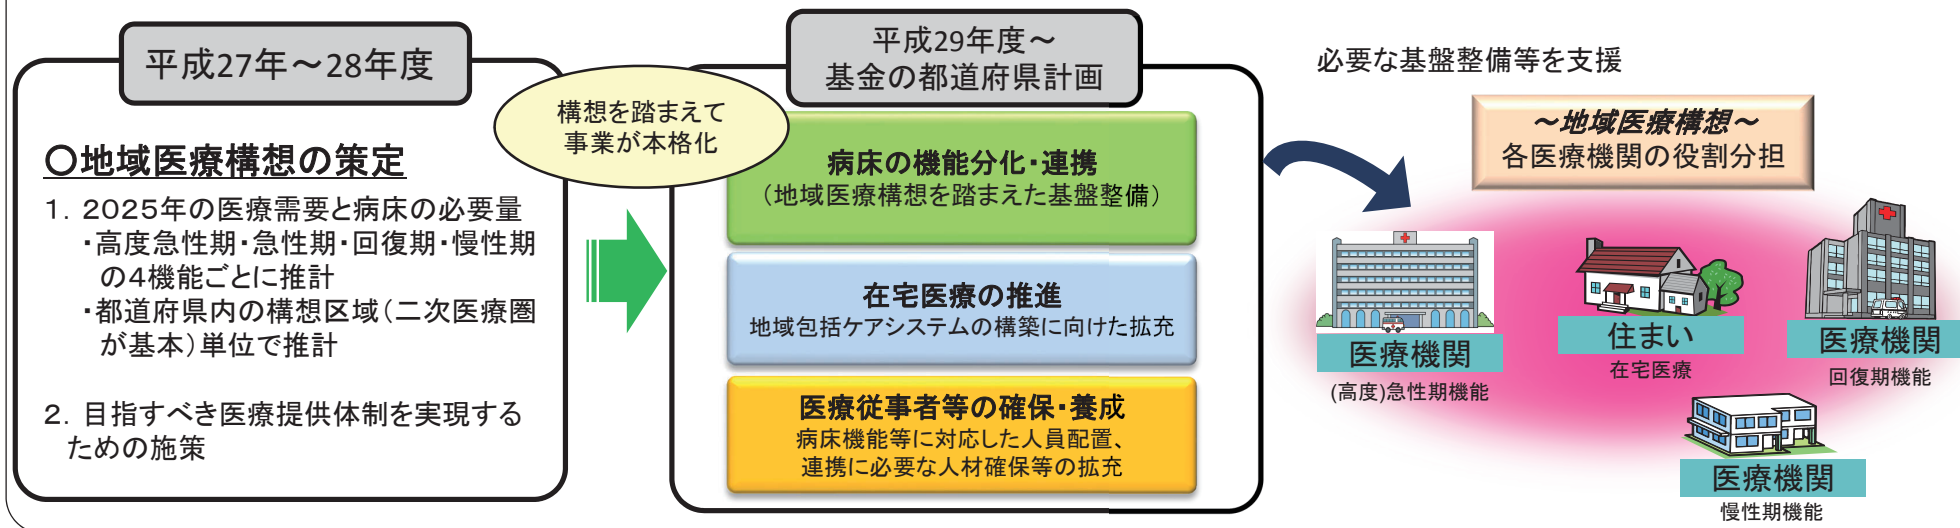 平成27年～28年度
〇地域医療構想の策定
１．２０２５年の医療需要と病床の必要量
・高度急性期・急性期・回復期・慢性期
の４機能ごとに推計
・都道府県内の構想区域（二次医療圏
が基本）単位で推計
２．目指すべき医療提供体制を実現する
ための施策
構想を踏まえて
事業が本格化
平成29年度～
基金の都道府県計画
病床の機能分化・連携
（地域医療構想を踏まえた基盤整備）
在宅医療の推進
地域包括ケアシステムの構築に向けた拡充
医療従事者等の確保・養成
病床機能等に対応した人員配置、
連携に必要な人材確保等の拡充
必要な基盤整備等を支援
～地域医療構想～
各医療機関の役割分担
医療機関
(高度)急性期機能
住まい
在宅医療
医療機関
回復期機能
医療機関
慢性期機能